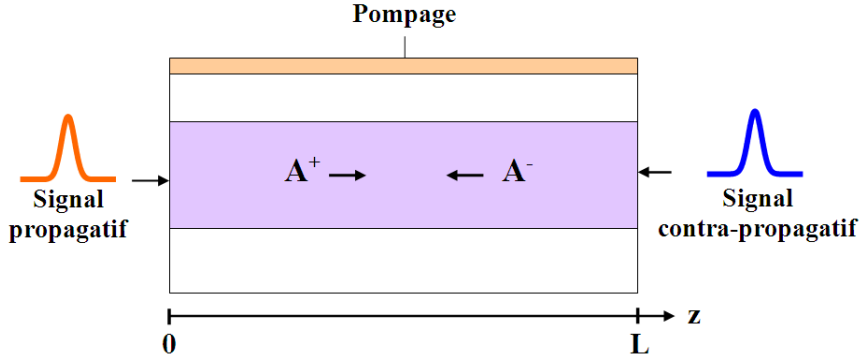 Pompage
A⁺
A⁻
Signal
propagatif
Signal
contra-propagatif
0
L
z